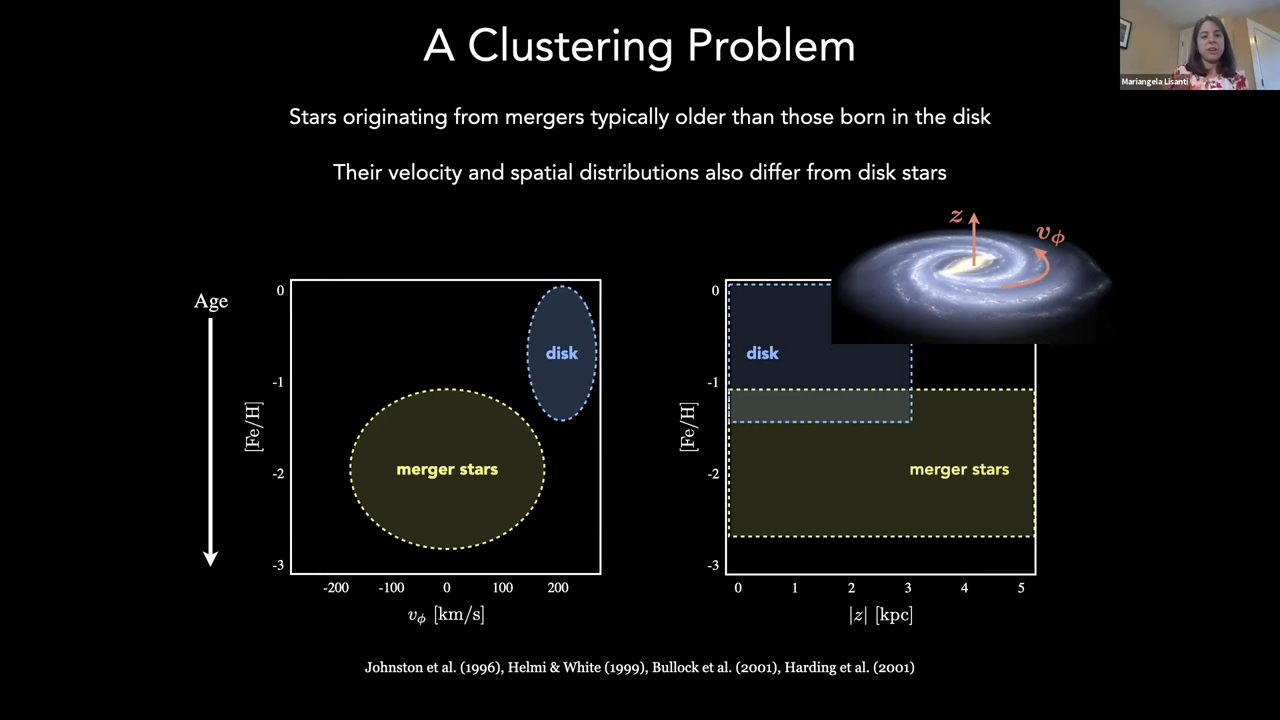 A Clustering Problem
Mariangela Lisanti
Stars originating from mergers typically older than those born in the disk
Their velocity and spatial distributions also differ from disk stars
z
v_ϕ
Age
0
-1
-2
-3
[Fe/H]
disk
merger stars
-200 -100 0 100 200
v_ϕ [km/s]
0
-1
-2
-3
[Fe/H]
disk
merger stars
0 1 2 3 4 5
|z| [kpc]
Johnston et al. (1996), Helmi & White (1999), Bullock et al. (2001), Harding et al. (2001)